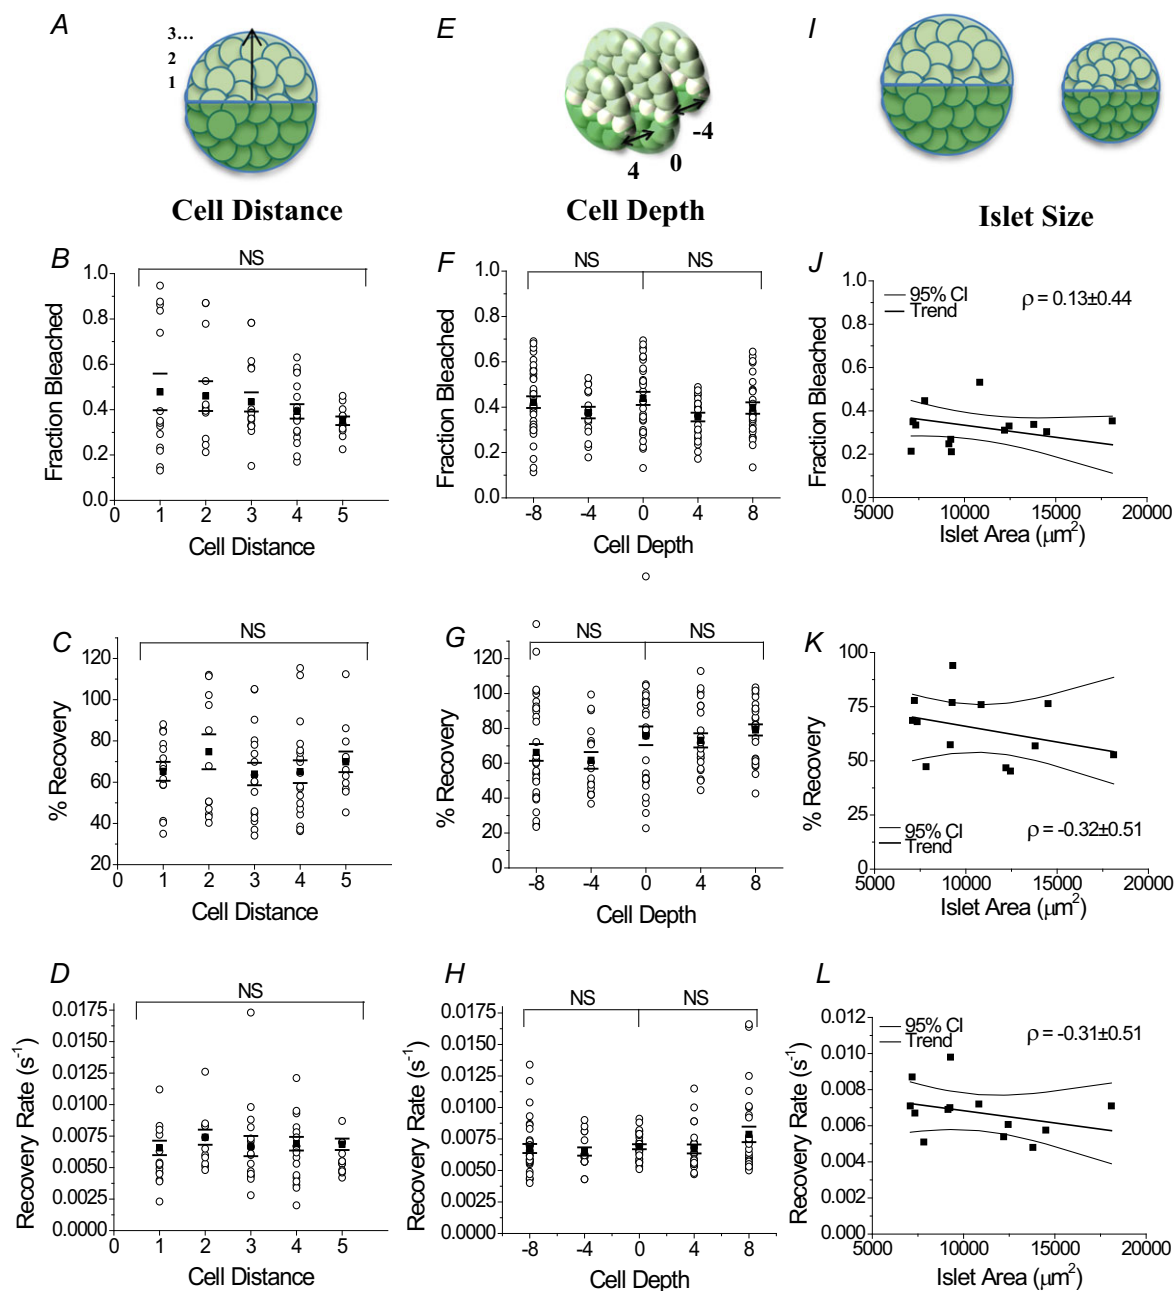 A
3...
2
1
Cell Distance
E
-4
0
4
Cell Depth
I
Islet Size
B
NS
1.0
0.8
0.6
0.4
0.2
0.0
Fraction Bleached
0 1 2 3 4 5
Cell Distance
F
NS NS
1.0
0.8
0.6
0.4
0.2
0.0
Fraction Bleached
-8 -4 0 4 8
Cell Depth
J
95% CI
Trend
ρ = 0.13±0.44
1.0
0.8
0.6
0.4
0.2
0.0
Fraction Bleached
5000 10000 15000 20000
Islet Area (μm²)
C
NS
120
100
80
60
40
20
% Recovery
0 1 2 3 4 5
Cell Distance
G
NS NS
120
100
80
60
40
20
0
% Recovery
-8 -4 0 4 8
Cell Depth
K
100
75
50
25
0
% Recovery
95% CI
Trend
ρ = -0.32±0.51
5000 10000 15000 20000
Islet Area (μm²)
D
NS
0.0175
0.0150
0.0125
0.0100
0.0075
0.0050
0.0025
0.0000
Recovery Rate (s⁻¹)
0 1 2 3 4 5
Cell Distance
H
NS NS
0.0175
0.0150
0.0125
0.0100
0.0075
0.0050
0.0025
0.0000
Recovery Rate (s⁻¹)
-8 -4 0 4 8
Cell Depth
L
95% CI
Trend
ρ = -0.31±0.51
0.012
0.010
0.008
0.006
0.004
0.002
0.000
Recovery Rate (s⁻¹)
5000 10000 15000 20000
Islet Area (μm²)